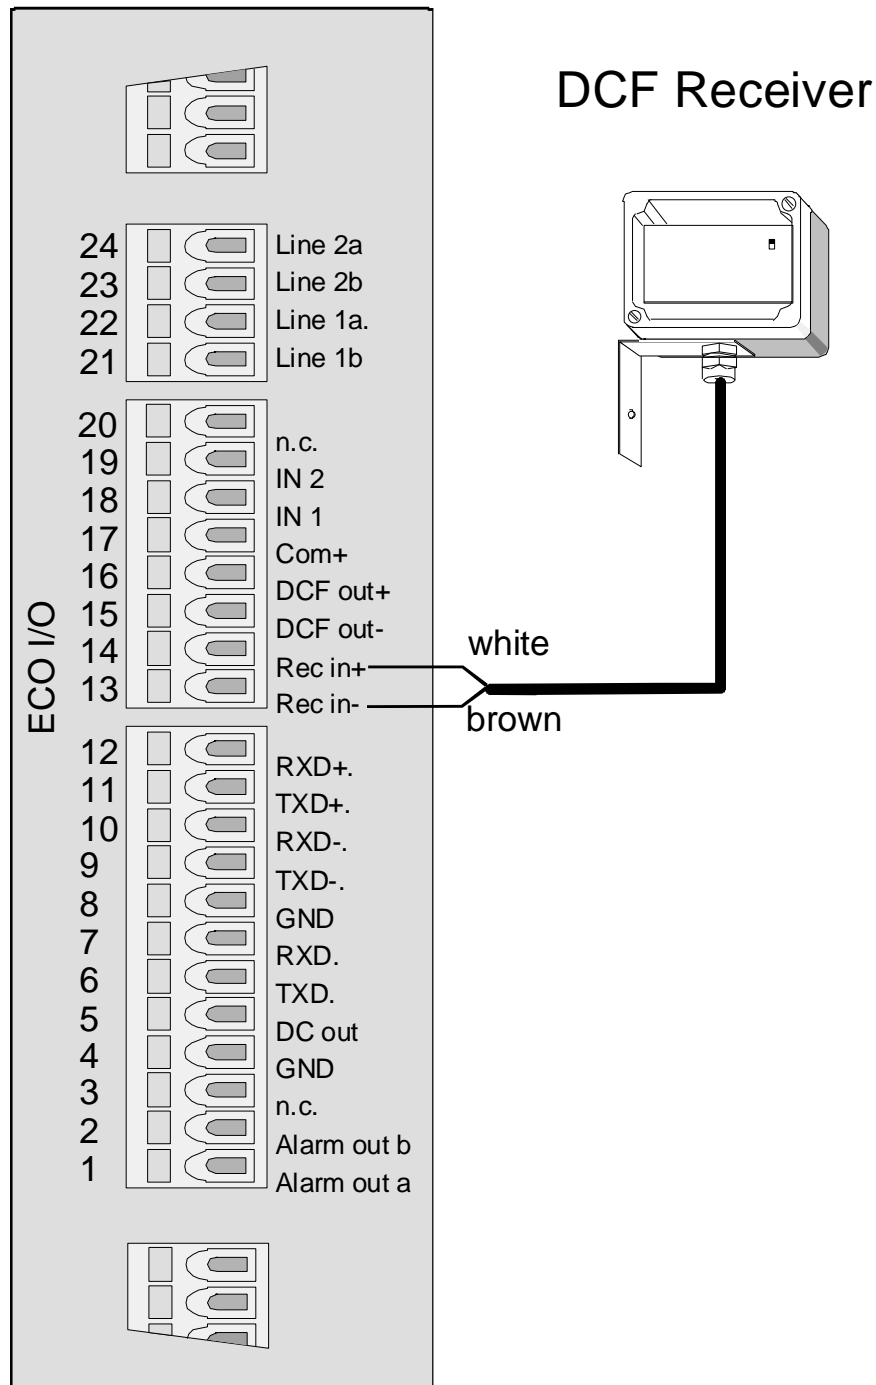 DCF Receiver
24 Line 2a
23 Line 2b
22 Line 1a.
21 Line 1b
20 n.c.
19 IN 2
18 IN 1
17 Com+
16 DCF out+
15 DCF out-
14 Rec in+
13 Rec in-
white
brown
ECO I/O
12 RXD+.
11 TXD+.
10 RXD-.
9 TXD-.
8 GND
7 RXD.
6 TXD.
5 DC out
4 GND
3 n.c.
2 Alarm out b
1 Alarm out a